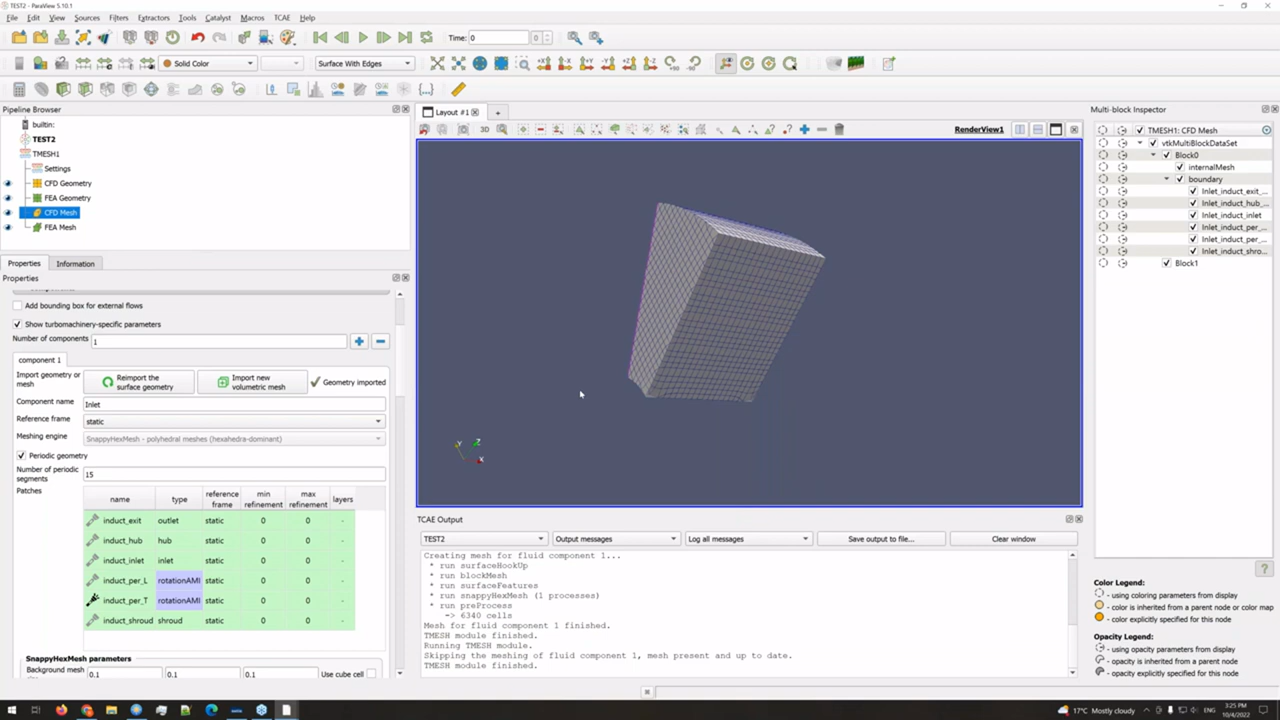 TEST2 - ParaView 5.10.1
File Edit View Sources Filters Extractors Tools Catalyst Macros TCAE Help
Time: 0 0
Solid Color Surface With Edges
3D
Pipeline Browser
builtin:
TEST2
TMESH1
Settings
CFD Geometry
FEA Geometry
CFD Mesh
FEA Mesh
Properties Information
Properties
Add bounding box for external flows
Show turbomachinery-specific parameters
Number of components 1
component 1
Import geometry or mesh
Reimport the surface geometry
Import new volumetric mesh
Geometry imported
Component name Inlet
Reference frame static
Meshing engine SnappyHexMesh - polyhedral meshes (hexahedra-dominant)
Periodic geometry
Number of periodic segments 15
Patches
name type reference frame min refinement max refinement layers
induct_exit outlet static 0 0 -
induct_hub hub static 0 0 -
induct_inlet inlet static 0 0 -
induct_per_L rotationAMI static 0 0 -
induct_per_T rotationAMI static 0 0 -
induct_shroud shroud static 0 0 -
SnappyHexMesh parameters
Background mesh 0.1 0.1 0.1 Use cube cell
Layout #1
RenderView1
Y Z X
TCAE Output
TEST2 Output messages Log all messages Save output to file... Clear window
Creating mesh for fluid component 1...
* run surfaceHookUp
* run blockMesh
* run surfaceFeatures
* run snappyHexMesh (1 processes)
* run preProcess
-> 6340 cells
Mesh for fluid component 1 finished.
TMESH module finished.
Running TMESH module.
Skipping the meshing of fluid component 1, mesh present and up to date.
TMESH module finished.
Multi-block Inspector
TMESH1: CFD Mesh
vtkMultiBlockDataSet
Block0
internalMesh
boundary
Inlet_induct_exit_...
Inlet_induct_hub_...
Inlet_induct_inlet
Inlet_induct_per_...
Inlet_induct_per_...
Inlet_induct_shro...
Block1
Color Legend:
- using coloring parameters from display
- color is inherited from a parent node or color map
- color explicitly specified for this node
Opacity Legend:
- using opacity parameters from display
- opacity is inherited from a parent node
- opacity explicitly specified for this node
17°C Mostly cloudy ENG 3:25 PM
10/4/2022